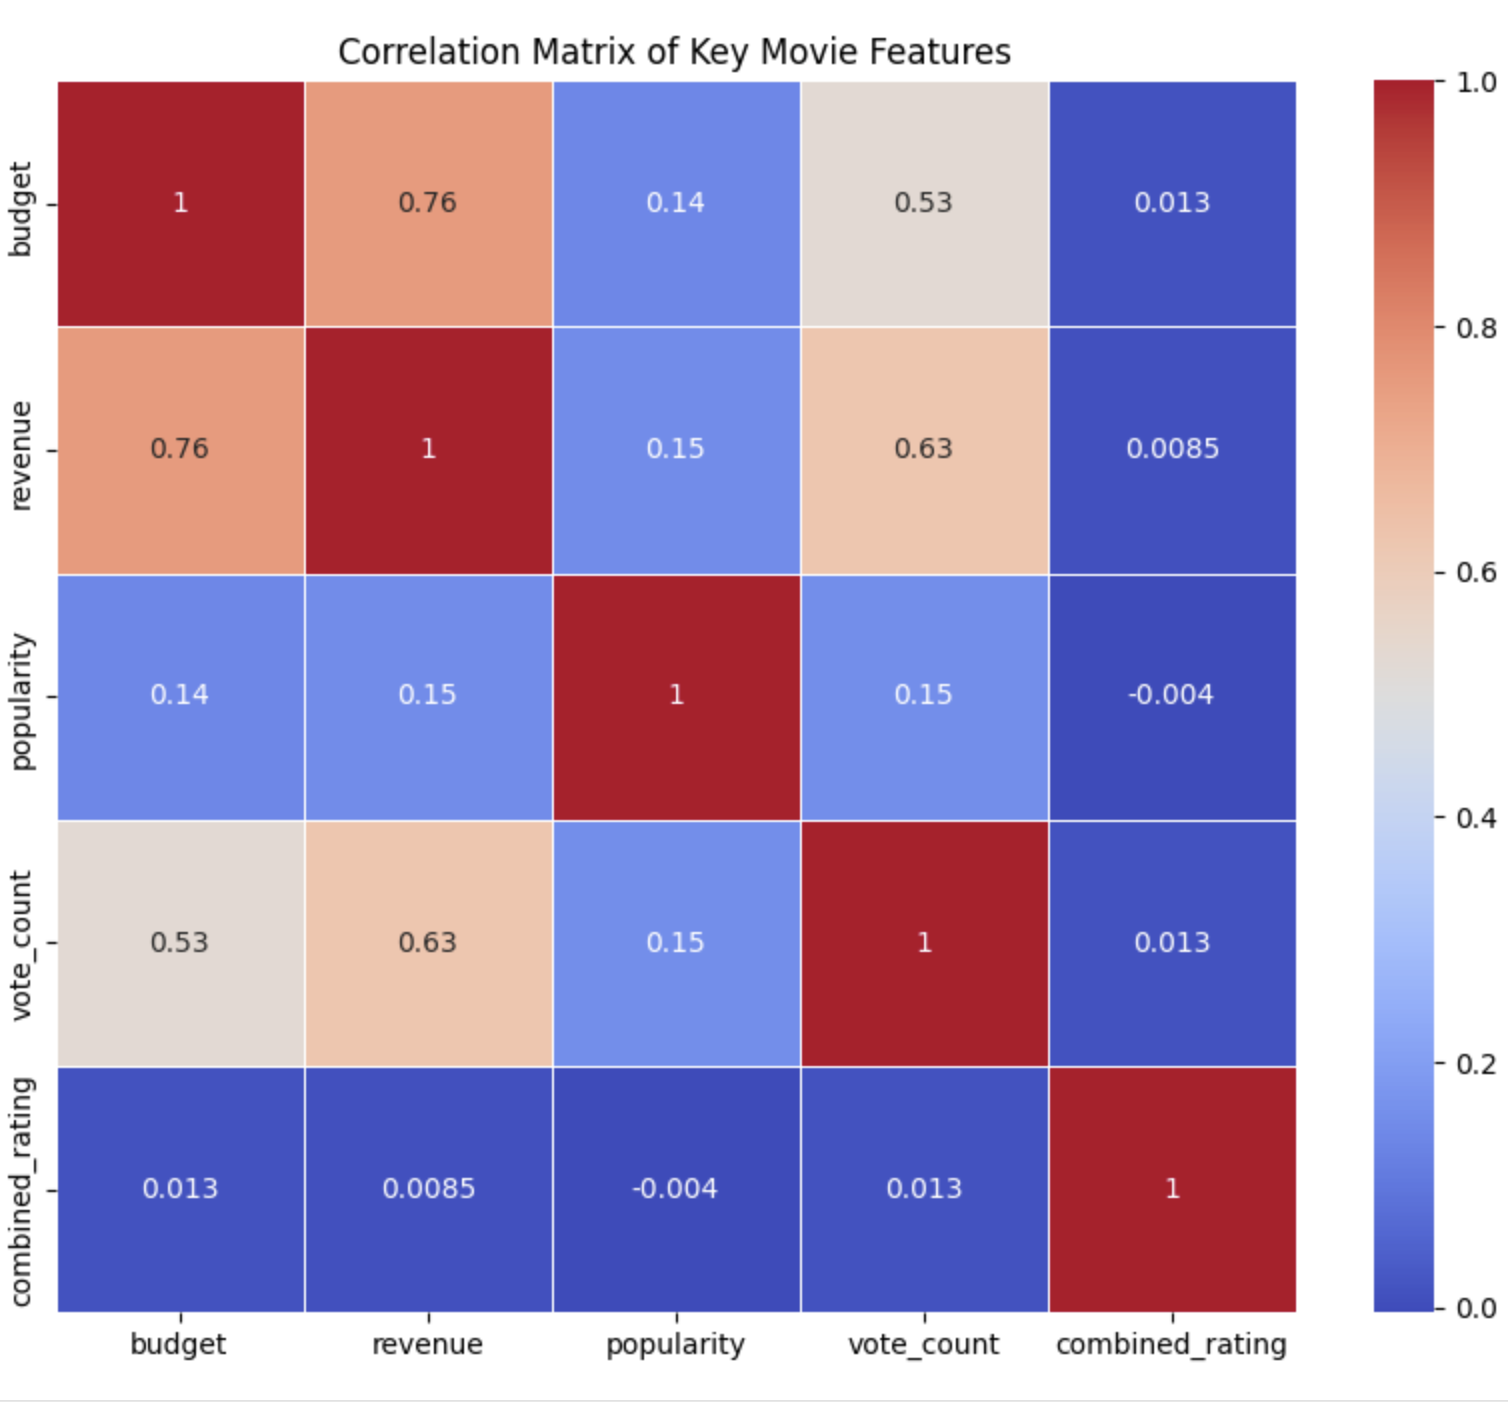 Correlation Matrix of Key Movie Features
budget
1 0.76 0.14 0.53 0.013
revenue
0.76 1 0.15 0.63 0.0085
popularity
0.14 0.15 1 0.15 -0.004
vote_count
0.53 0.63 0.15 1 0.013
combined_rating
0.013 0.0085 -0.004 0.013 1
budget revenue popularity vote_count combined_rating
1.0
0.8
0.6
0.4
0.2
0.0